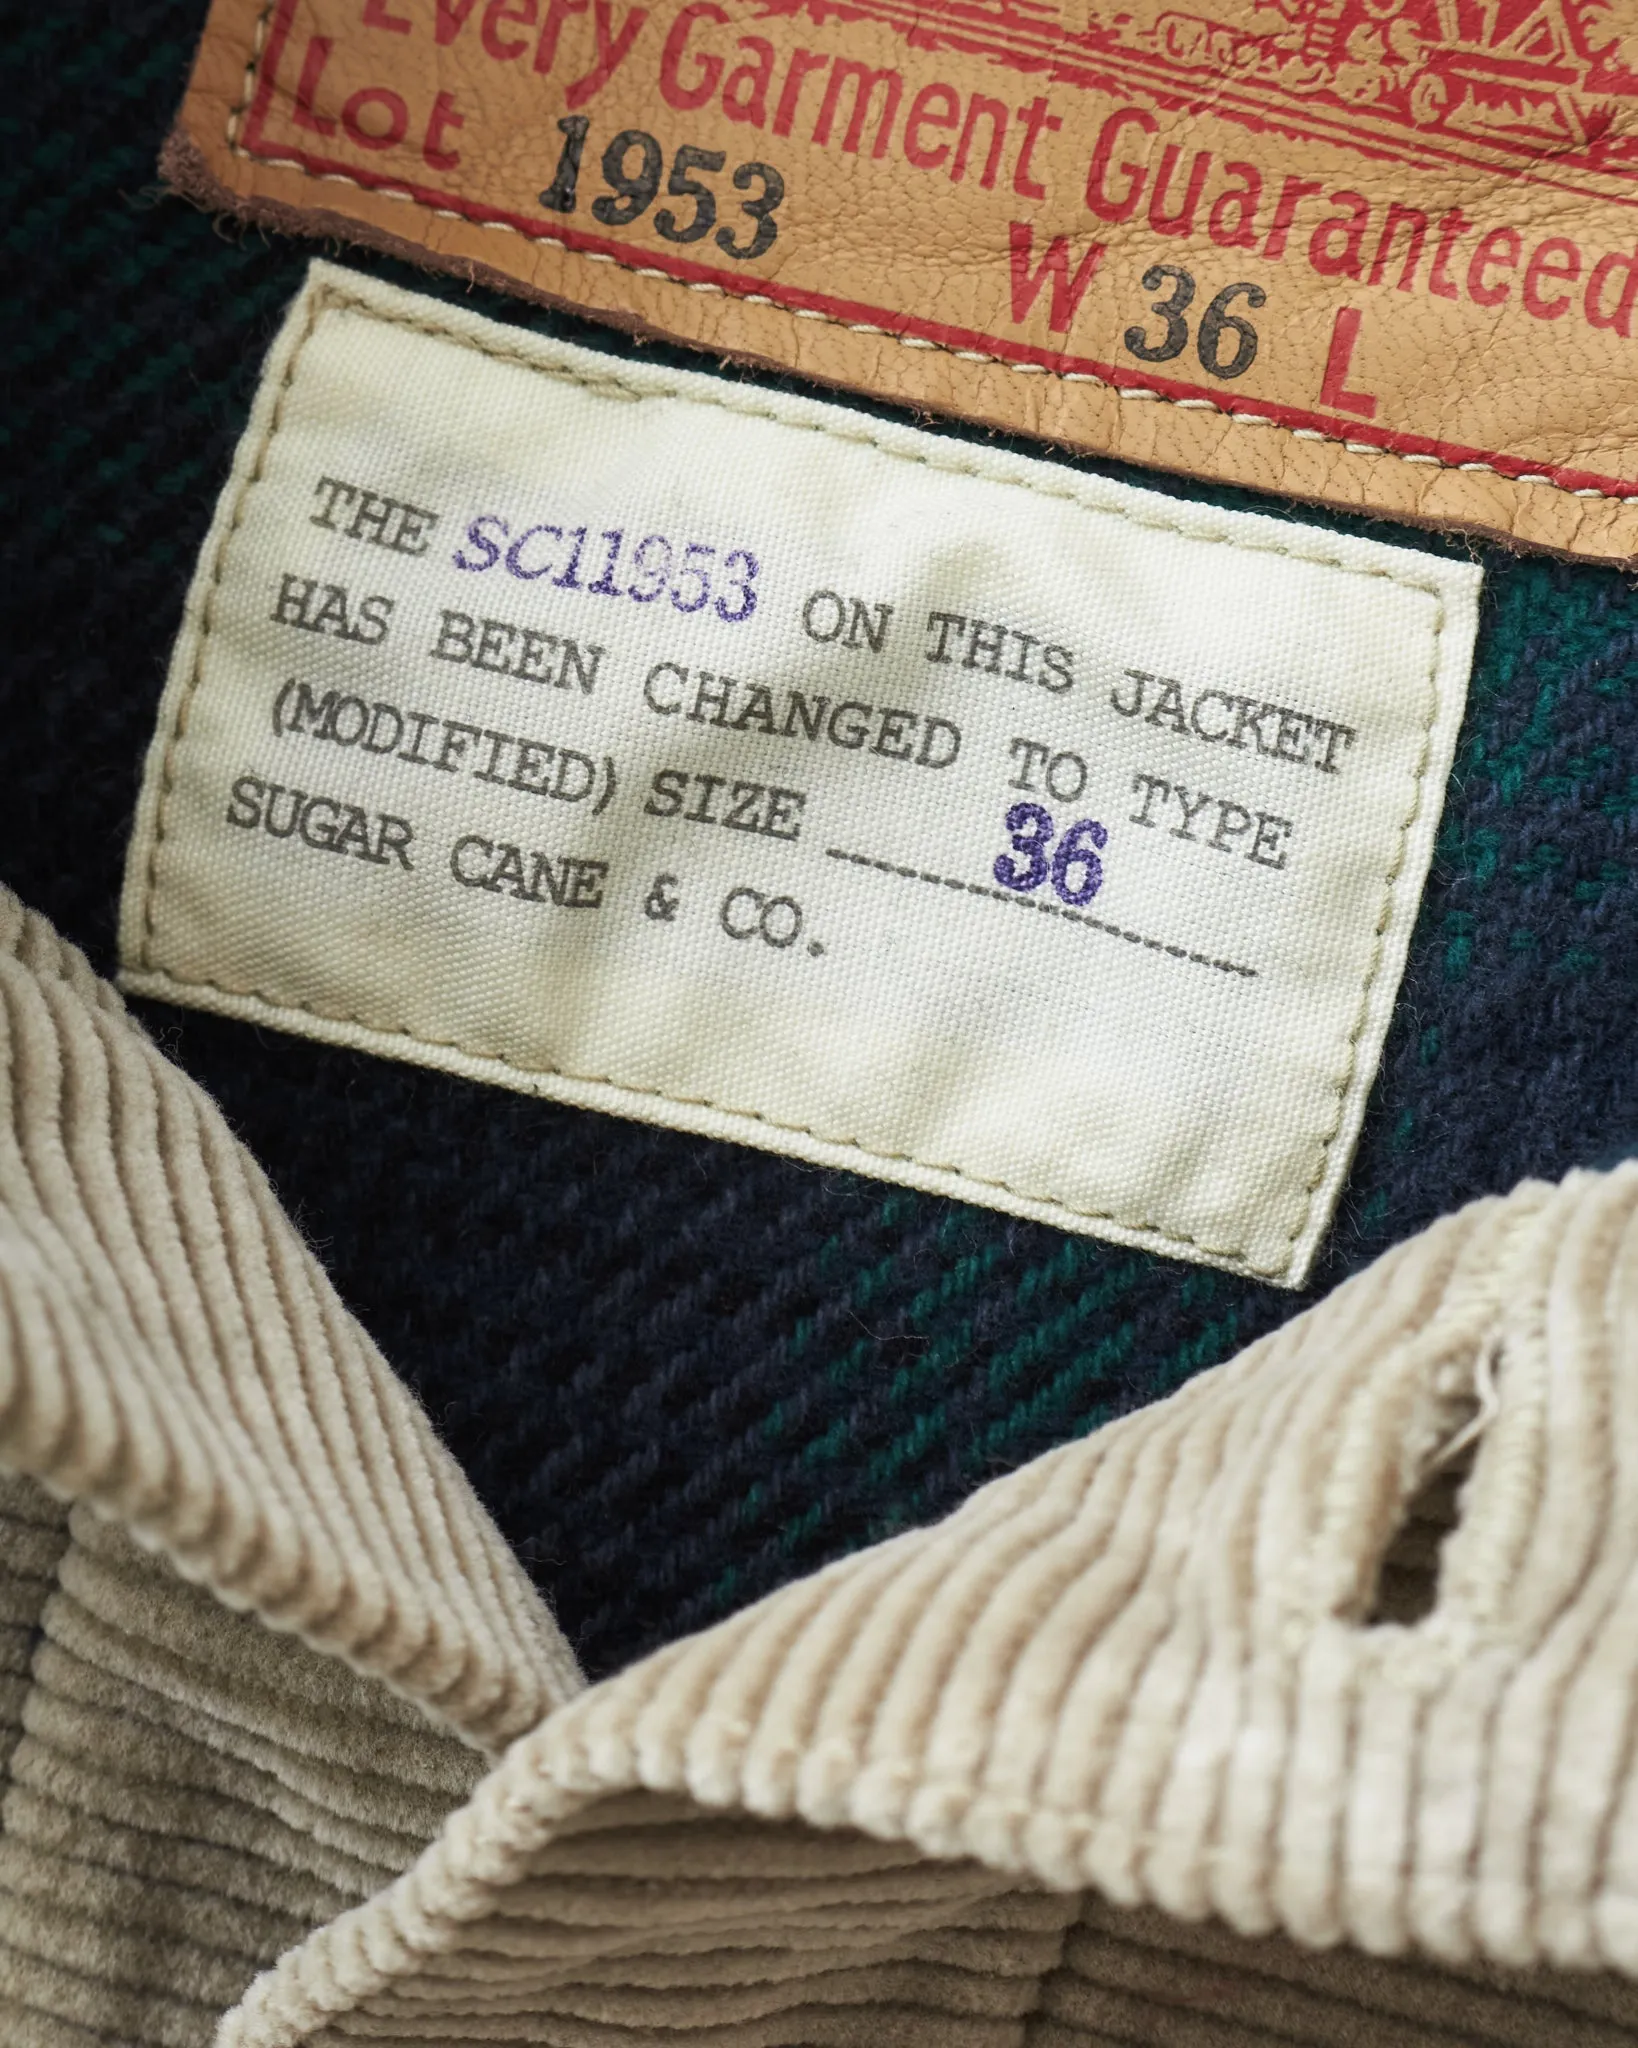 Every Garment Guaranteed
Lot 1953 W 36 L
THE SC11953 ON THIS JACKET
HAS BEEN CHANGED TO TYPE
(MODIFIED) SIZE 36
SUGAR CANE & CO.